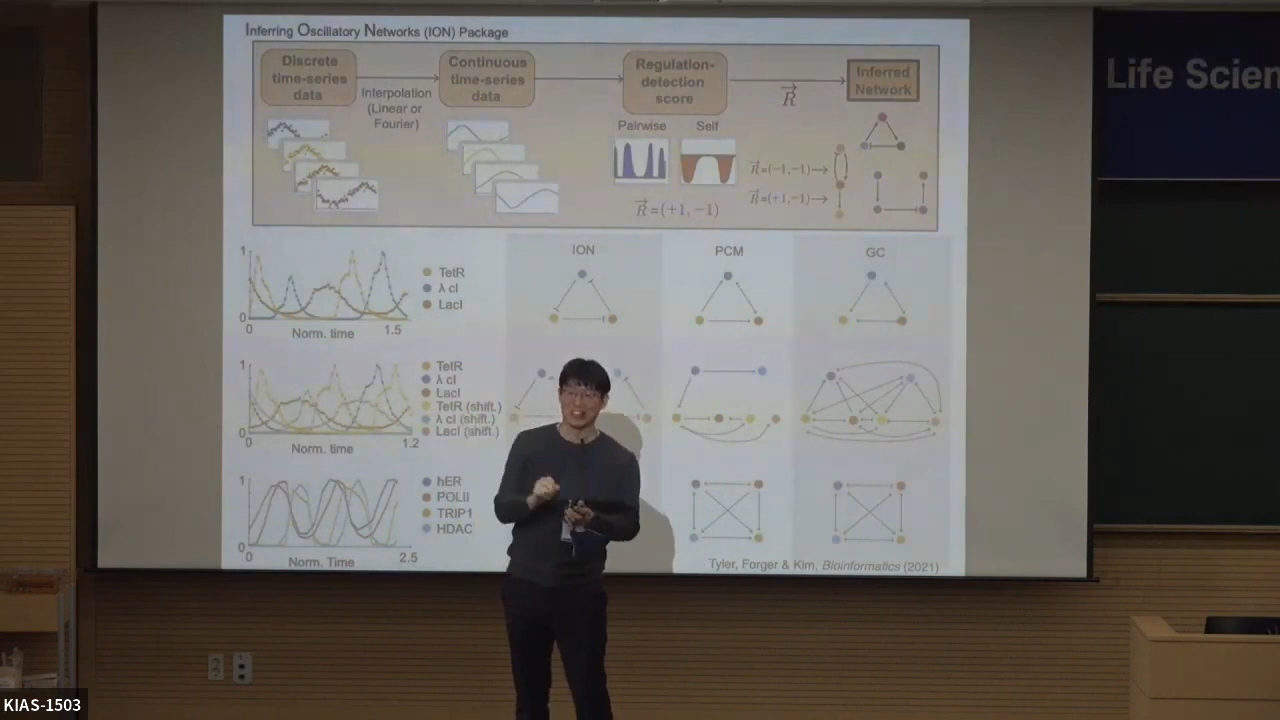 Inferring Oscillatory Networks (ION) Package
Discrete
time-series
data
Interpolation
(Linear or
Fourier)
Continuous
time-series
data
Regulation-
detection
score
R
Inferred
Network
Pairwise
Self
R=(+1,−1)
R=(−1,−1)
R=(+1,−1)
Life Scien
ION
PCM
GC
1
0
0
1.5
Norm. time
TetR
λ cI
LacI
1
0
0
1.2
Norm. time
TetR
λ cI
LacI
TetR (shift.)
λ cI (shift.)
LacI (shift.)
1
0
0
2.5
Norm. Time
hER
POLII
TRIP1
HDAC
Tyler, Forger & Kim, Bioinformatics (2021)
KIAS-1503